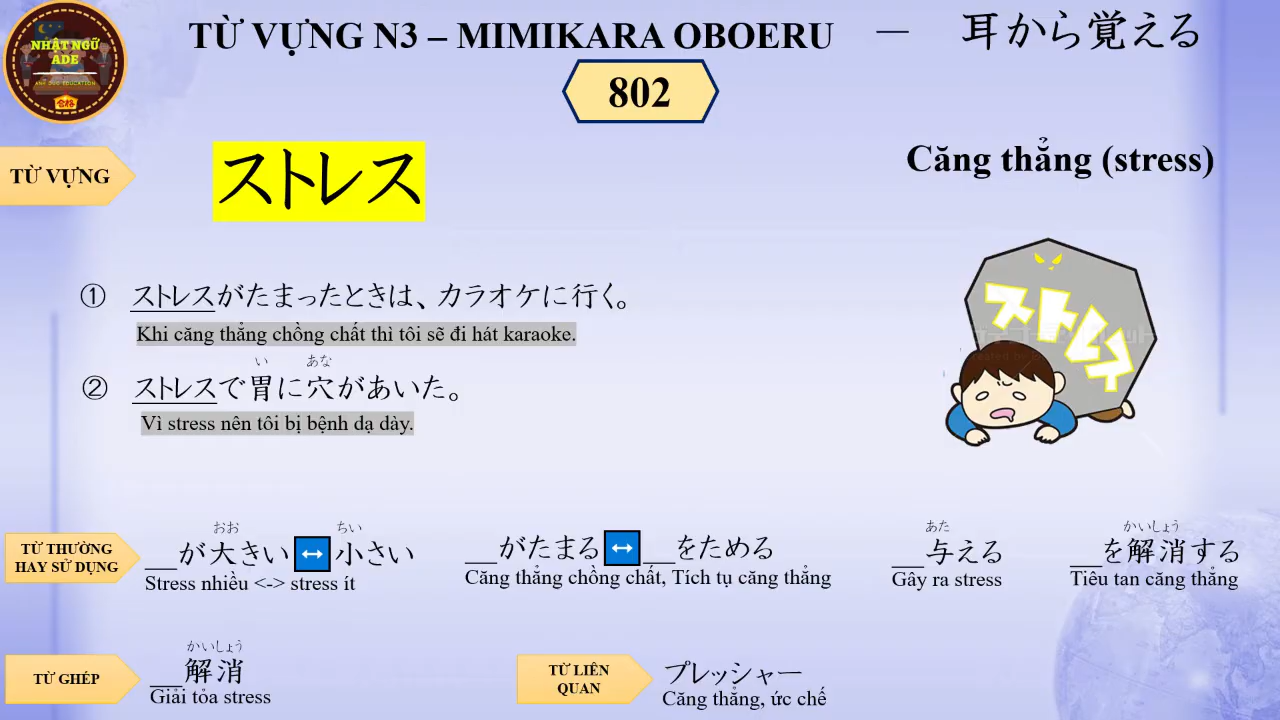 NHẬT NGỮ
ADE
合格
TỪ VỰNG N3 – MIMIKARA OBOERU － 耳から覚える
802
TỪ VỰNG
ストレス
Căng thẳng (stress)
① ストレスがたまったときは、カラオケに行く。
Khi căng thẳng chồng chất thì tôi sẽ đi hát karaoke.
い あな
② ストレスで胃に穴があいた。
Vì stress nên tôi bị bệnh dạ dày.
ストレス
TỪ THƯỜNG
HAY SỬ DỤNG
おお ちい
___が大きい ↔ 小さい
Stress nhiều <-> stress ít
___がたまる ↔ ___をためる
Căng thẳng chồng chất, Tích tụ căng thẳng
あた
___与える
Gây ra stress
かいしょう
___を解消する
Tiêu tan căng thẳng
TỪ GHÉP
かいしょう
___解消
Giải tỏa stress
TỪ LIÊN
QUAN
プレッシャー
Căng thẳng, ức chế